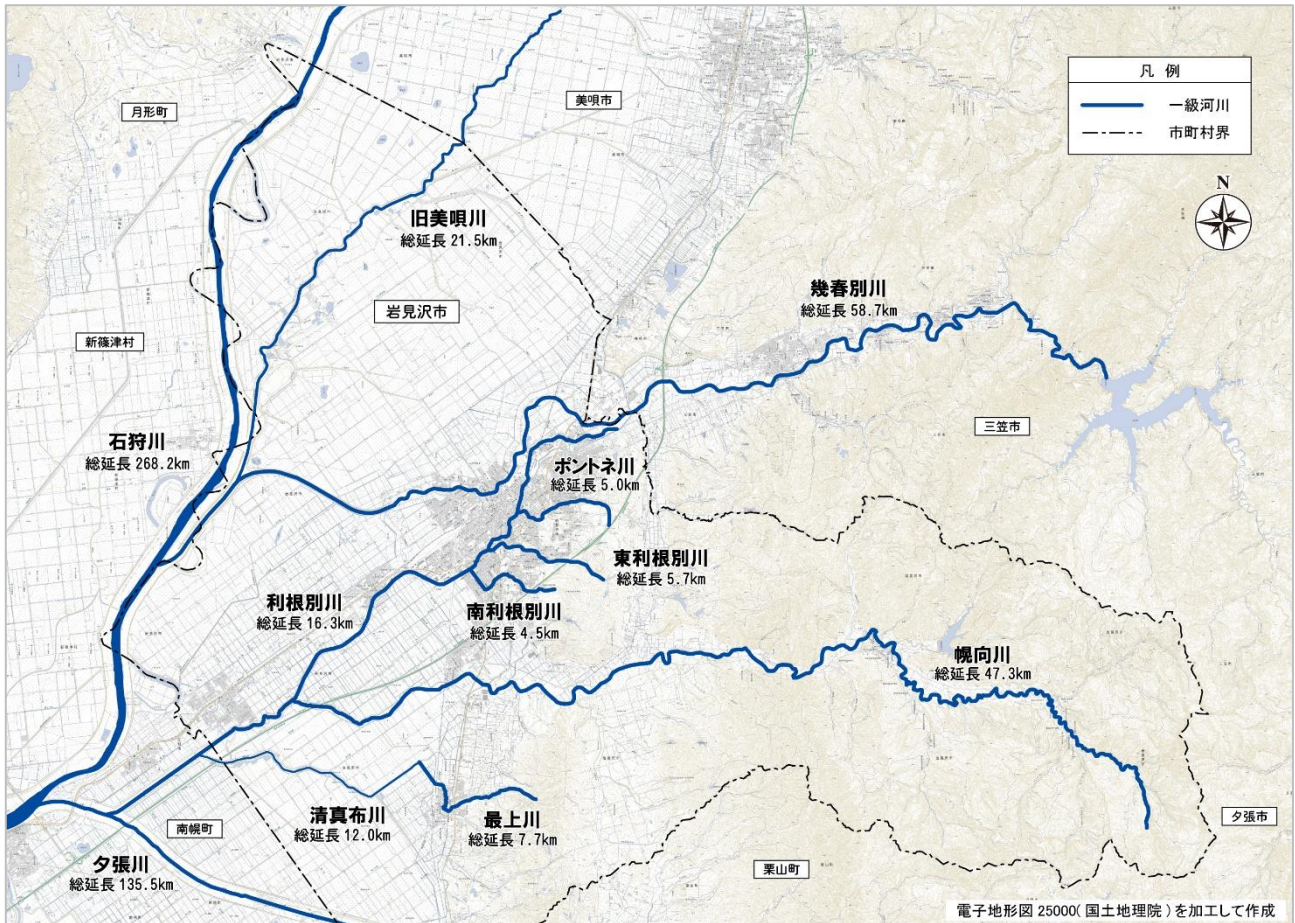 凡例
一級河川
市町村界
N
月形町
美唄市
旧美唄川
総延長 21.5km
岩見沢市
幾春別川
総延長 58.7km
新篠津村
三笠市
石狩川
総延長 268.2km
ポントネ川
総延長 5.0km
東利根別川
総延長 5.7km
利根別川
総延長 16.3km
南利根別川
総延長 4.5km
幌向川
総延長 47.3km
清真布川
総延長 12.0km
最上川
総延長 7.7km
南幌町
夕張市
夕張川
総延長 135.5km
栗山町
電子地形図 25000(国土地理院)を加工して作成